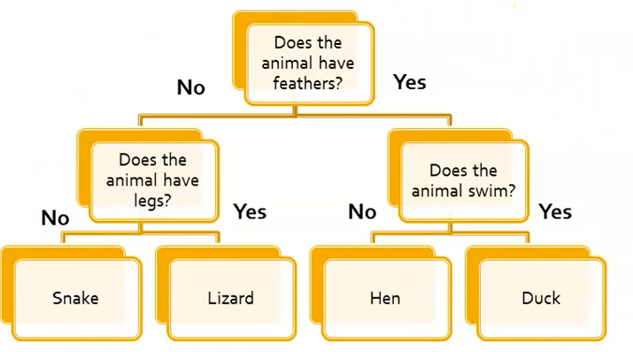 Does the
animal have
feathers?
No
Yes
Does the
animal have
legs?
Does the
animal swim?
No
Yes
No
Yes
Snake
Lizard
Hen
Duck